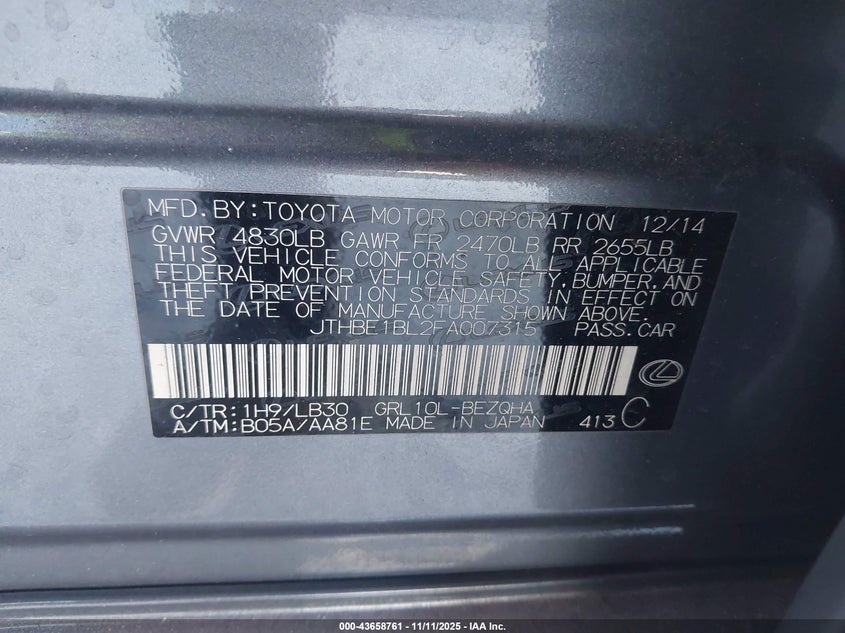 MFD. BY: TOYOTA MOTOR CORPORATION 12/14
GVWR 4830LB GAWR FR 2470LB RR 2655LB
THIS VEHICLE CONFORMS TO ALL APPLICABLE
FEDERAL MOTOR VEHICLE SAFETY, BUMPER, AND
THEFT PREVENTION STANDARDS IN EFFECT ON
THE DATE OF MANUFACTURE SHOWN ABOVE.
JTHBE1BL2FA007315 PASS. CAR
C/TR: 1H9/LB30 GRL10L-BEZQHA
A/TM: B05A/AA81E MADE IN JAPAN 413 C
000-43658761 - 11/11/2025 - IAA Inc.